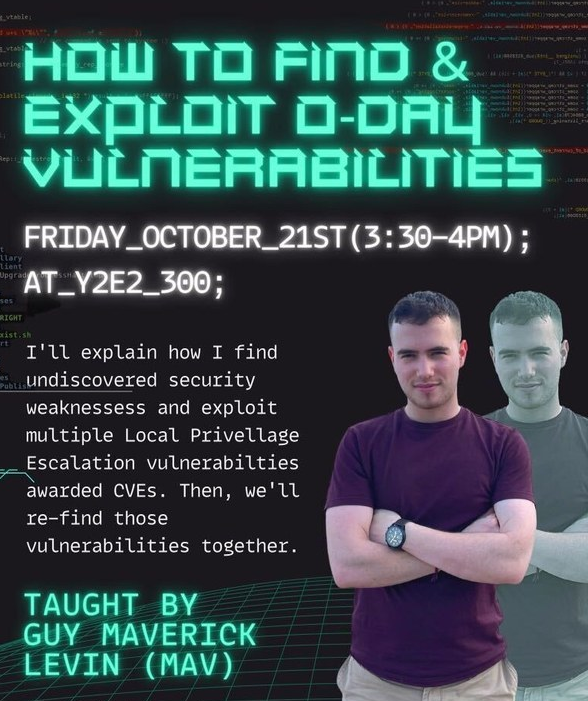 HOW TO FIND &
EXPLOIT 0-DAY
VULNERABILITIES
FRIDAY_OCTOBER_21ST(3:30-4PM);
AT_Y2E2_300;
I'll explain how I find
undiscovered security
weaknessess and exploit
multiple Local Privellage
Escalation vulnerabilties
awarded CVEs. Then, we'll
re-find those
vulnerabilities together.
TAUGHT BY
GUY MAVERICK
LEVIN (MAV)